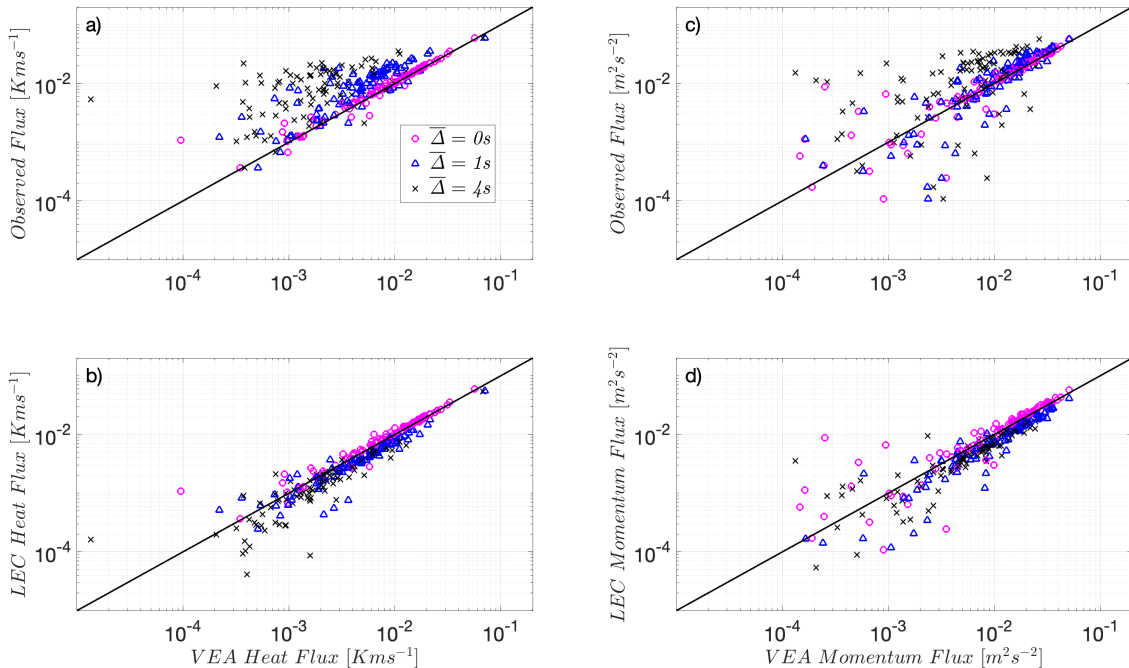 a)
Observed Flux [Kms⁻¹]
10⁻²
10⁻⁴
10⁻⁴ 10⁻³ 10⁻² 10⁻¹
Δ̅ = 0s
Δ̅ = 1s
Δ̅ = 4s
c)
Observed Flux [m²s⁻²]
10⁻²
10⁻⁴
10⁻⁴ 10⁻³ 10⁻² 10⁻¹
b)
LEC Heat Flux [Kms⁻¹]
10⁻²
10⁻⁴
10⁻⁴ 10⁻³ 10⁻² 10⁻¹
VEA Heat Flux [Kms⁻¹]
d)
LEC Momentum Flux [m²s⁻²]
10⁻²
10⁻⁴
10⁻⁴ 10⁻³ 10⁻² 10⁻¹
VEA Momentum Flux [m²s⁻²]